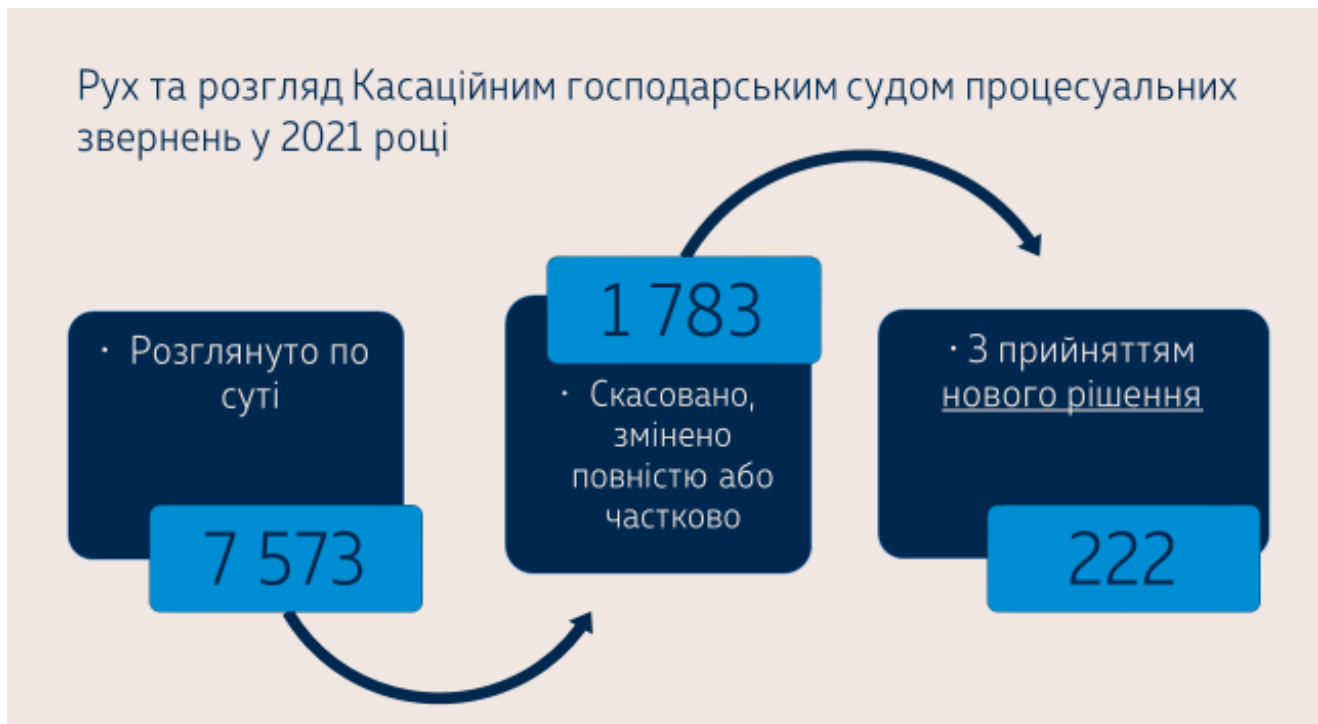 Рух та розгляд Касаційним господарським судом процесуальних
звернень у 2021 році
· Розглянуто по
суті
7 573
1 783
· Скасовано,
змінено
повністю або
частково
· З прийняттям
нового рішення
222